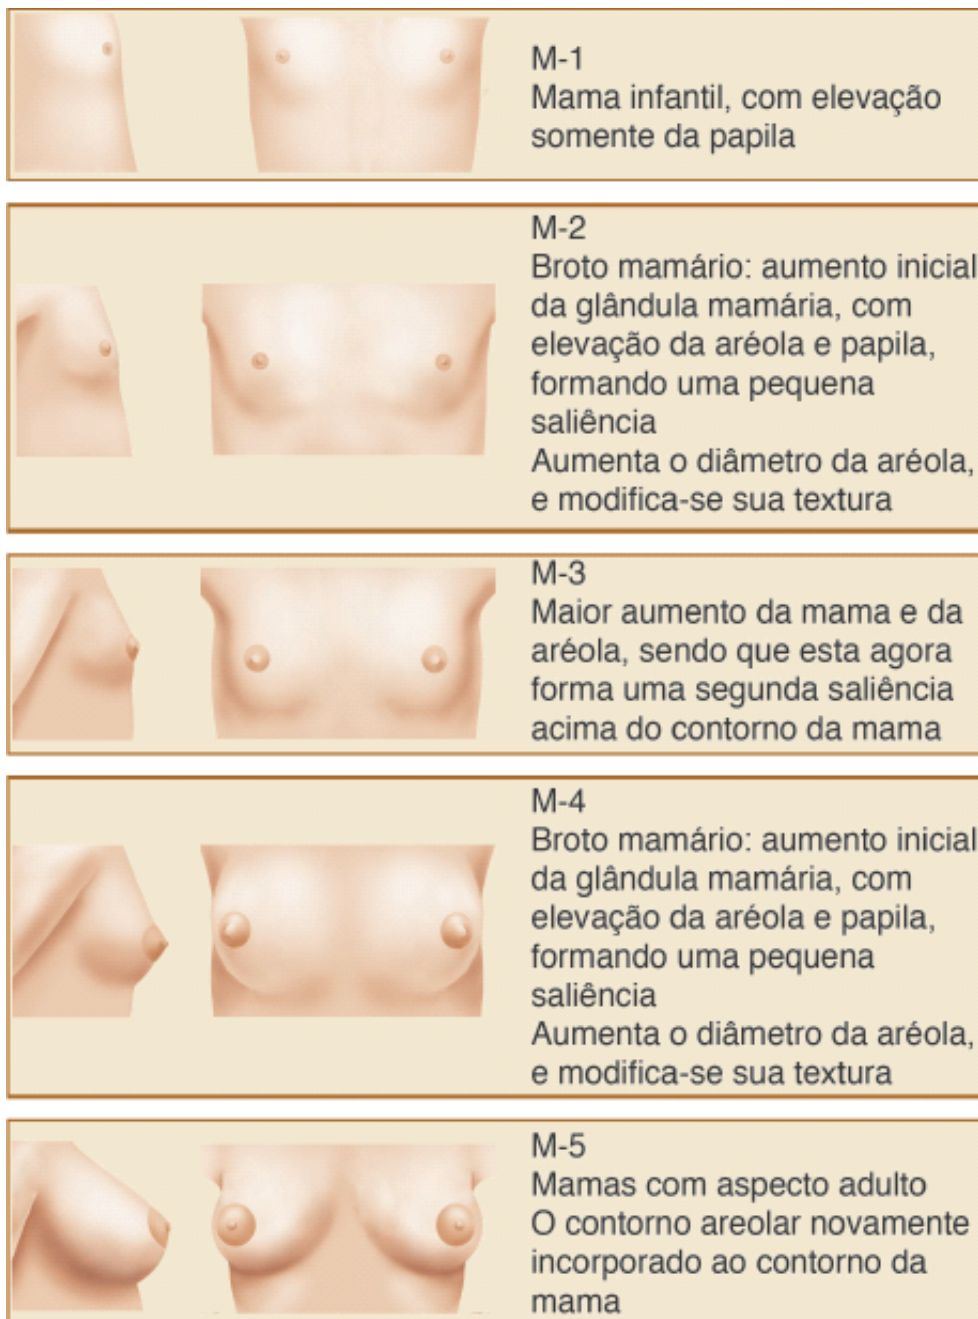 M-1
Mama infantil, com elevação
somente da papila
M-2
Broto mamário: aumento inicial
da glândula mamária, com
elevação da aréola e papila,
formando uma pequena
saliência
Aumenta o diâmetro da aréola,
e modifica-se sua textura
M-3
Maior aumento da mama e da
aréola, sendo que esta agora
forma uma segunda saliência
acima do contorno da mama
M-4
Broto mamário: aumento inicial
da glândula mamária, com
elevação da aréola e papila,
formando uma pequena
saliência
Aumenta o diâmetro da aréola,
e modifica-se sua textura
M-5
Mamas com aspecto adulto
O contorno areolar novamente
incorporado ao contorno da
mama